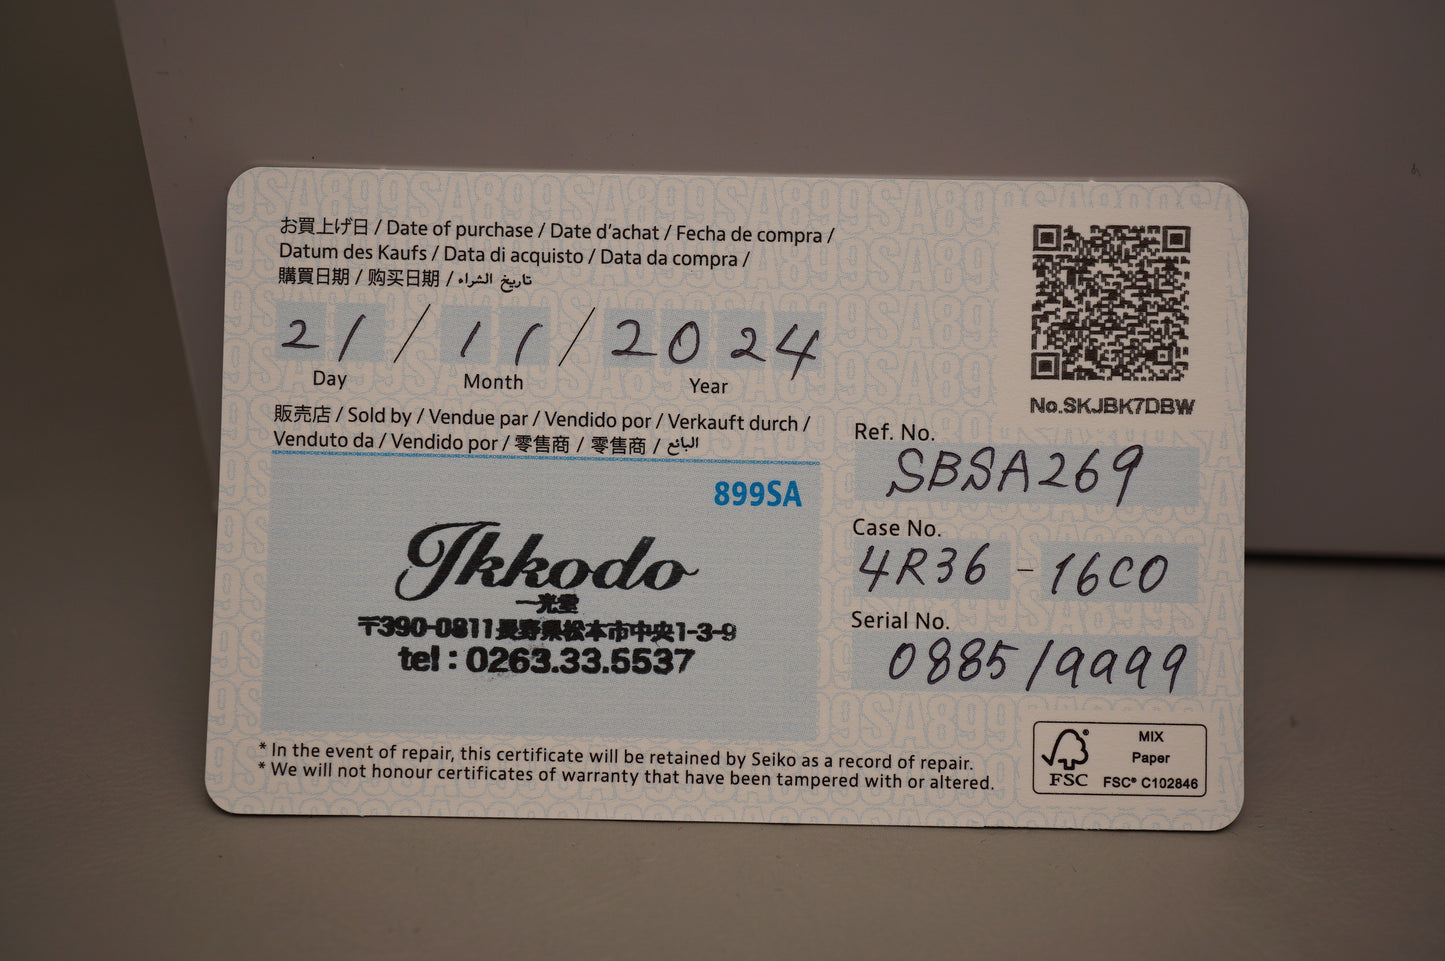 お買上げ日 / Date of purchase / Date d'achat / Fecha de compra /
Datum des Kaufs / Data di acquisto / Data da compra /
購買日期 / 购买日期 / تاريخ الشراء
21 / 11 / 2024
Day Month Year
販売店 / Sold by / Vendue par / Vendido por / Verkauft durch /
Venduto da / Vendido por / 零售商 / 零售商 / البائع
899SA
Ikkodo
一光堂
〒390-0811長野県松本市中央1-3-9
tel : 0263.33.5537
No.SKJBK7DBW
Ref. No.
SBSA269
Case No.
4R36 - 16C0
Serial No.
0885/9999
* In the event of repair, this certificate will be retained by Seiko as a record of repair.
* We will not honour certificates of warranty that have been tampered with or altered.
MIX
Paper
FSC FSC® C102846